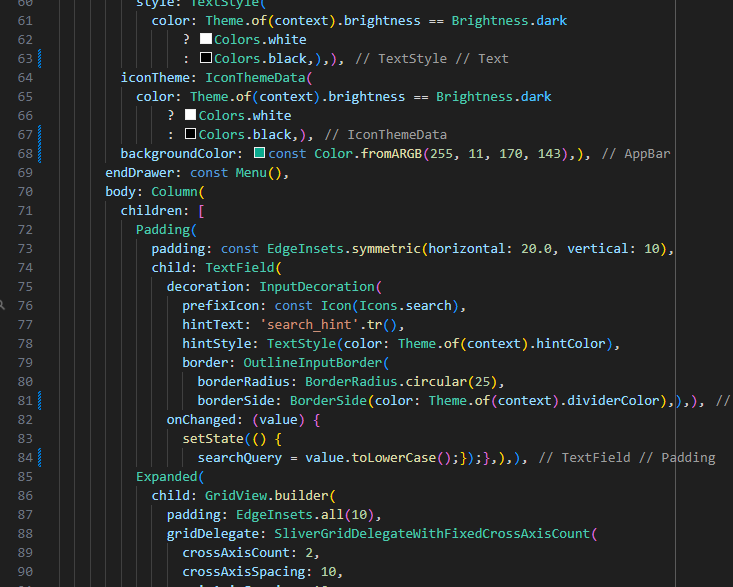 60 style: TextStyle(
61 color: Theme.of(context).brightness == Brightness.dark
62 ? Colors.white
63 : Colors.black,),), // TextStyle // Text
64 iconTheme: IconThemeData(
65 color: Theme.of(context).brightness == Brightness.dark
66 ? Colors.white
67 : Colors.black,), // IconThemeData
68 backgroundColor: const Color.fromARGB(255, 11, 170, 143),), // AppBar
69 endDrawer: const Menu(),
70 body: Column(
71 children: [
72 Padding(
73 padding: const EdgeInsets.symmetric(horizontal: 20.0, vertical: 10),
74 child: TextField(
75 decoration: InputDecoration(
76 prefixIcon: const Icon(Icons.search),
77 hintText: 'search_hint'.tr(),
78 hintStyle: TextStyle(color: Theme.of(context).hintColor),
79 border: OutlineInputBorder(
80 borderRadius: BorderRadius.circular(25),
81 borderSide: BorderSide(color: Theme.of(context).dividerColor),),), //
82 onChanged: (value) {
83 setState(() {
84 searchQuery = value.toLowerCase();});},),), // TextField // Padding
85 Expanded(
86 child: GridView.builder(
87 padding: EdgeInsets.all(10),
88 gridDelegate: SliverGridDelegateWithFixedCrossAxisCount(
89 crossAxisCount: 2,
90 crossAxisSpacing: 10,